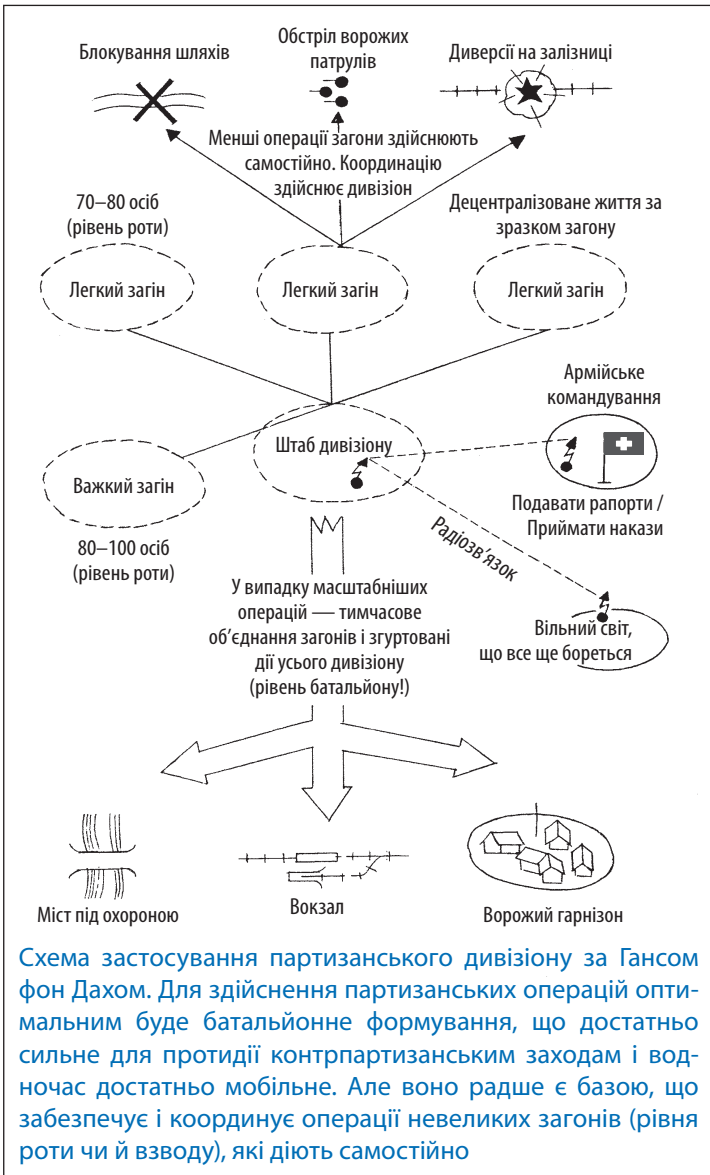 Блокування шляхів
Обстріл ворожих
патрулів
Диверсії на залізниці
Менші операції загони здійснюють
самостійно. Координацію
здійснює дивізіон
70–80 осіб
(рівень роти)
Децентралізоване життя за
зразком загону
Легкий загін
Легкий загін
Легкий загін
Штаб дивізіону
Армійське
командування
Подавати рапорти /
Приймати накази
Важкий загін
80–100 осіб
(рівень роти)
Радіозв'язок
У випадку масштабніших
операцій — тимчасове
об'єднання загонів і згуртовані
дії усього дивізіону
(рівень батальйону!)
Вільний світ,
що все ще бореться
Міст під охороною
Вокзал
Ворожий гарнізон
Схема застосування партизанського дивізіону за Гансом
фон Дахом. Для здійснення партизанських операцій опти-
мальним буде батальйонне формування, що достатньо
сильне для протидії контрпартизанським заходам і вод-
ночас достатньо мобільне. Але воно радше є базою, що
забезпечує і координує операції невеликих загонів (рівня
роти чи й взводу), які діють самостійно